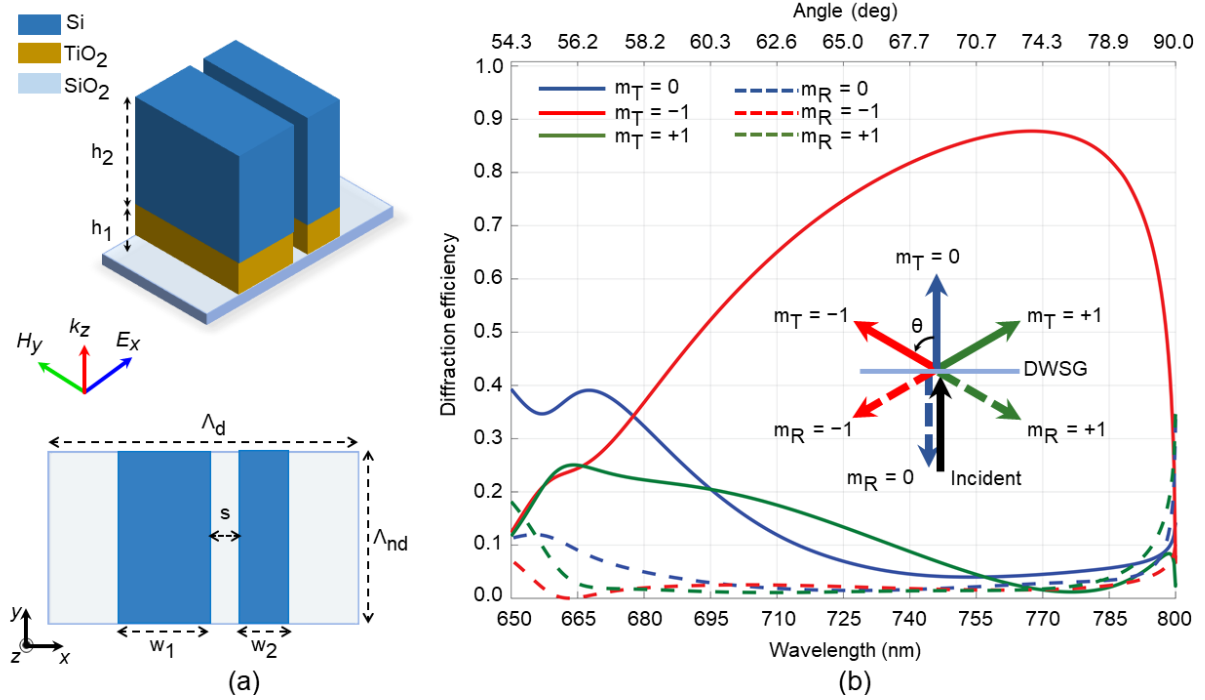 Si
TiO2
SiO2
h2
h1
Hy
kz
Ex
Λd
s
Λnd
w1
w2
y
z
x
(a)
Angle (deg)
54.3 56.2 58.2 60.3 62.6 65.0 67.7 70.7 74.3 78.9 90.0
Diffraction efficiency
1.0
0.9
0.8
0.7
0.6
0.5
0.4
0.3
0.2
0.1
0.0
mT = 0
mT = −1
mT = +1
mR = 0
mR = −1
mR = +1
mT = 0
mT = −1
θ
mT = +1
DWSG
mR = −1
mR = +1
mR = 0
Incident
650 665 680 695 710 725 740 755 770 785 800
Wavelength (nm)
(b)